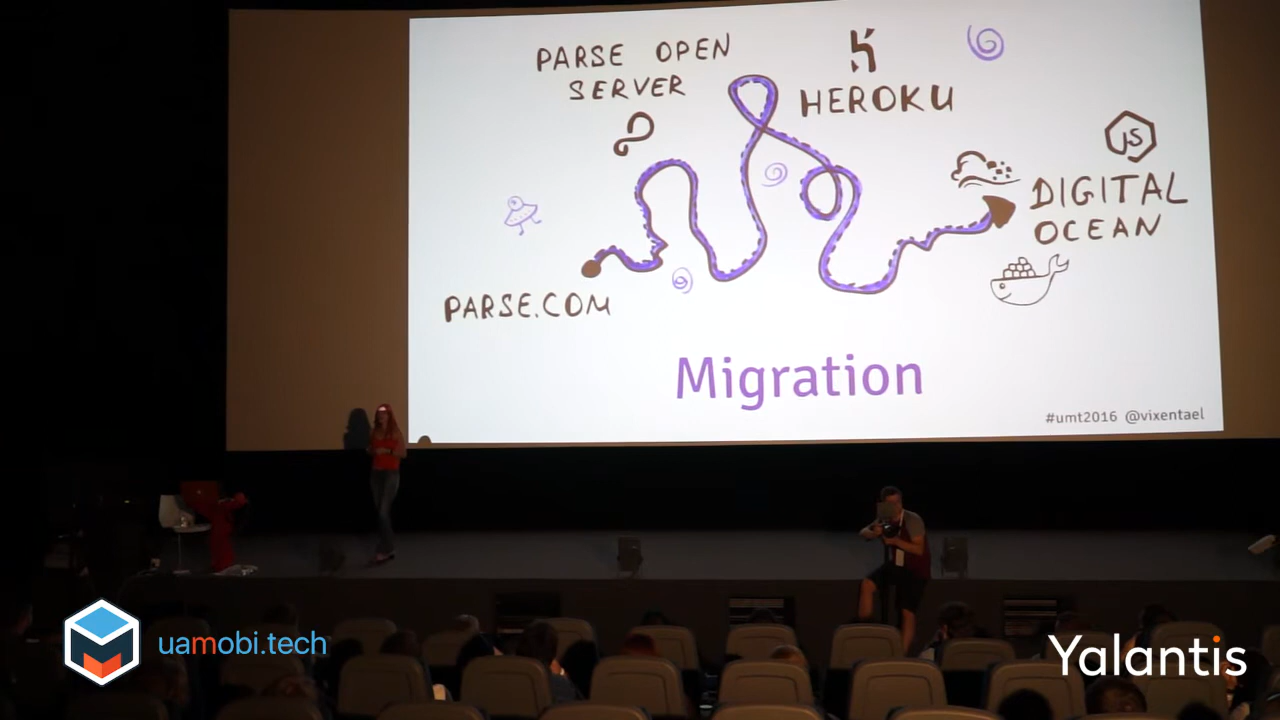 PARSE OPEN
SERVER
HEROKU
JS
DIGITAL
OCEAN
PARSE.COM
Migration
#umt2016 @vixentael
uamobi.tech
Yalantis